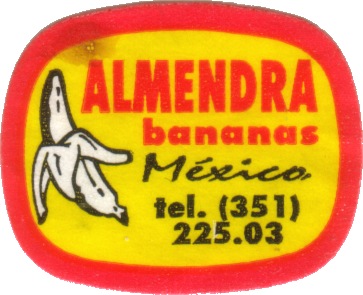 ALMENDRA
bananas
México
tel. (351)
225.03